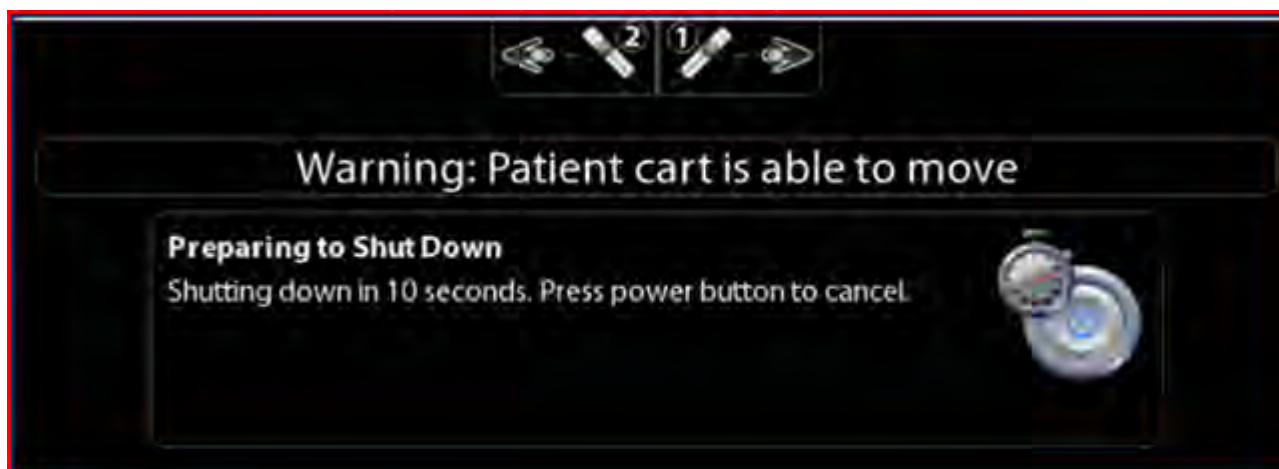 2 1
Warning: Patient cart is able to move
Preparing to Shut Down
Shutting down in 10 seconds. Press power button to cancel.